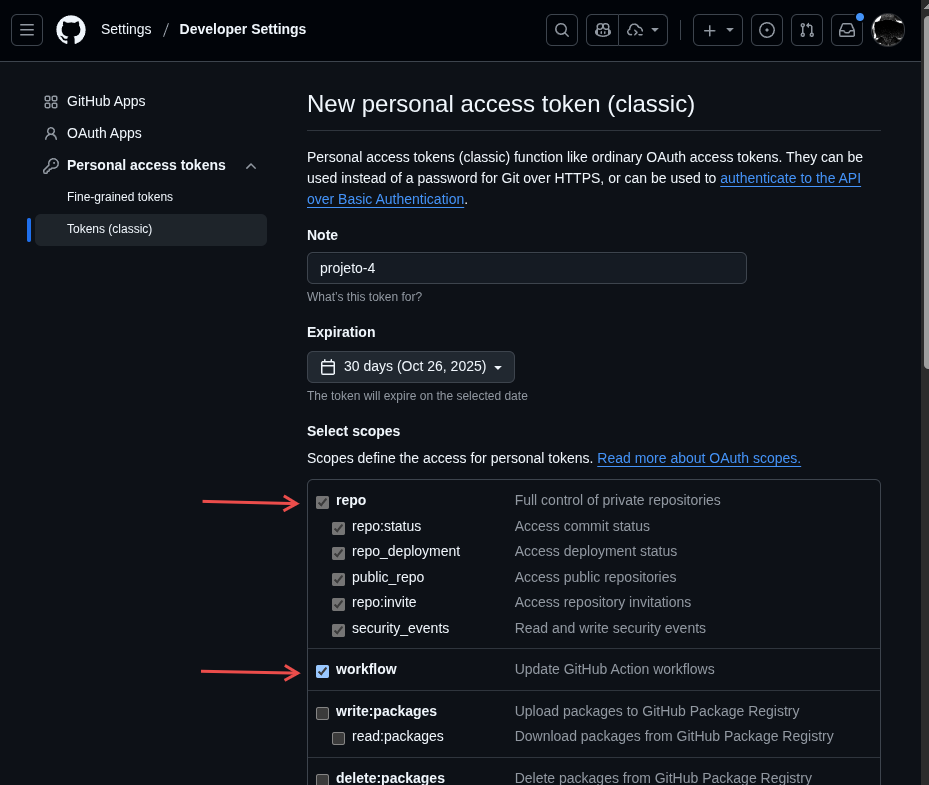 Settings / Developer Settings
GitHub Apps
OAuth Apps
Personal access tokens
Fine-grained tokens
Tokens (classic)
New personal access token (classic)
Personal access tokens (classic) function like ordinary OAuth access tokens. They can be
used instead of a password for Git over HTTPS, or can be used to authenticate to the API
over Basic Authentication.
Note
projeto-4
What's this token for?
Expiration
30 days (Oct 26, 2025)
The token will expire on the selected date
Select scopes
Scopes define the access for personal tokens. Read more about OAuth scopes.
repo Full control of private repositories
repo:status Access commit status
repo_deployment Access deployment status
public_repo Access public repositories
repo:invite Access repository invitations
security_events Read and write security events
workflow Update GitHub Action workflows
write:packages Upload packages to GitHub Package Registry
read:packages Download packages from GitHub Package Registry
delete:packages Delete packages from GitHub Package Registry